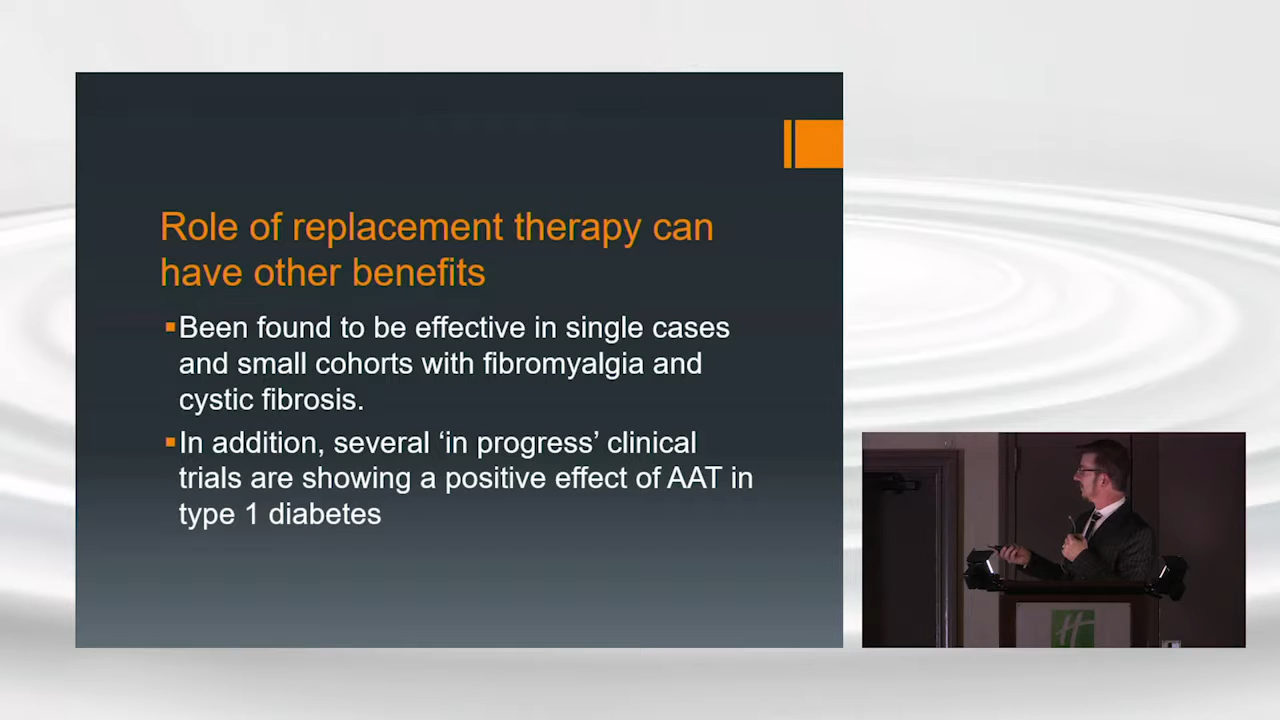 Role of replacement therapy can
have other benefits
▪Been found to be effective in single cases
and small cohorts with fibromyalgia and
cystic fibrosis.
▪In addition, several ‘in progress’ clinical
trials are showing a positive effect of AAT in
type 1 diabetes
H